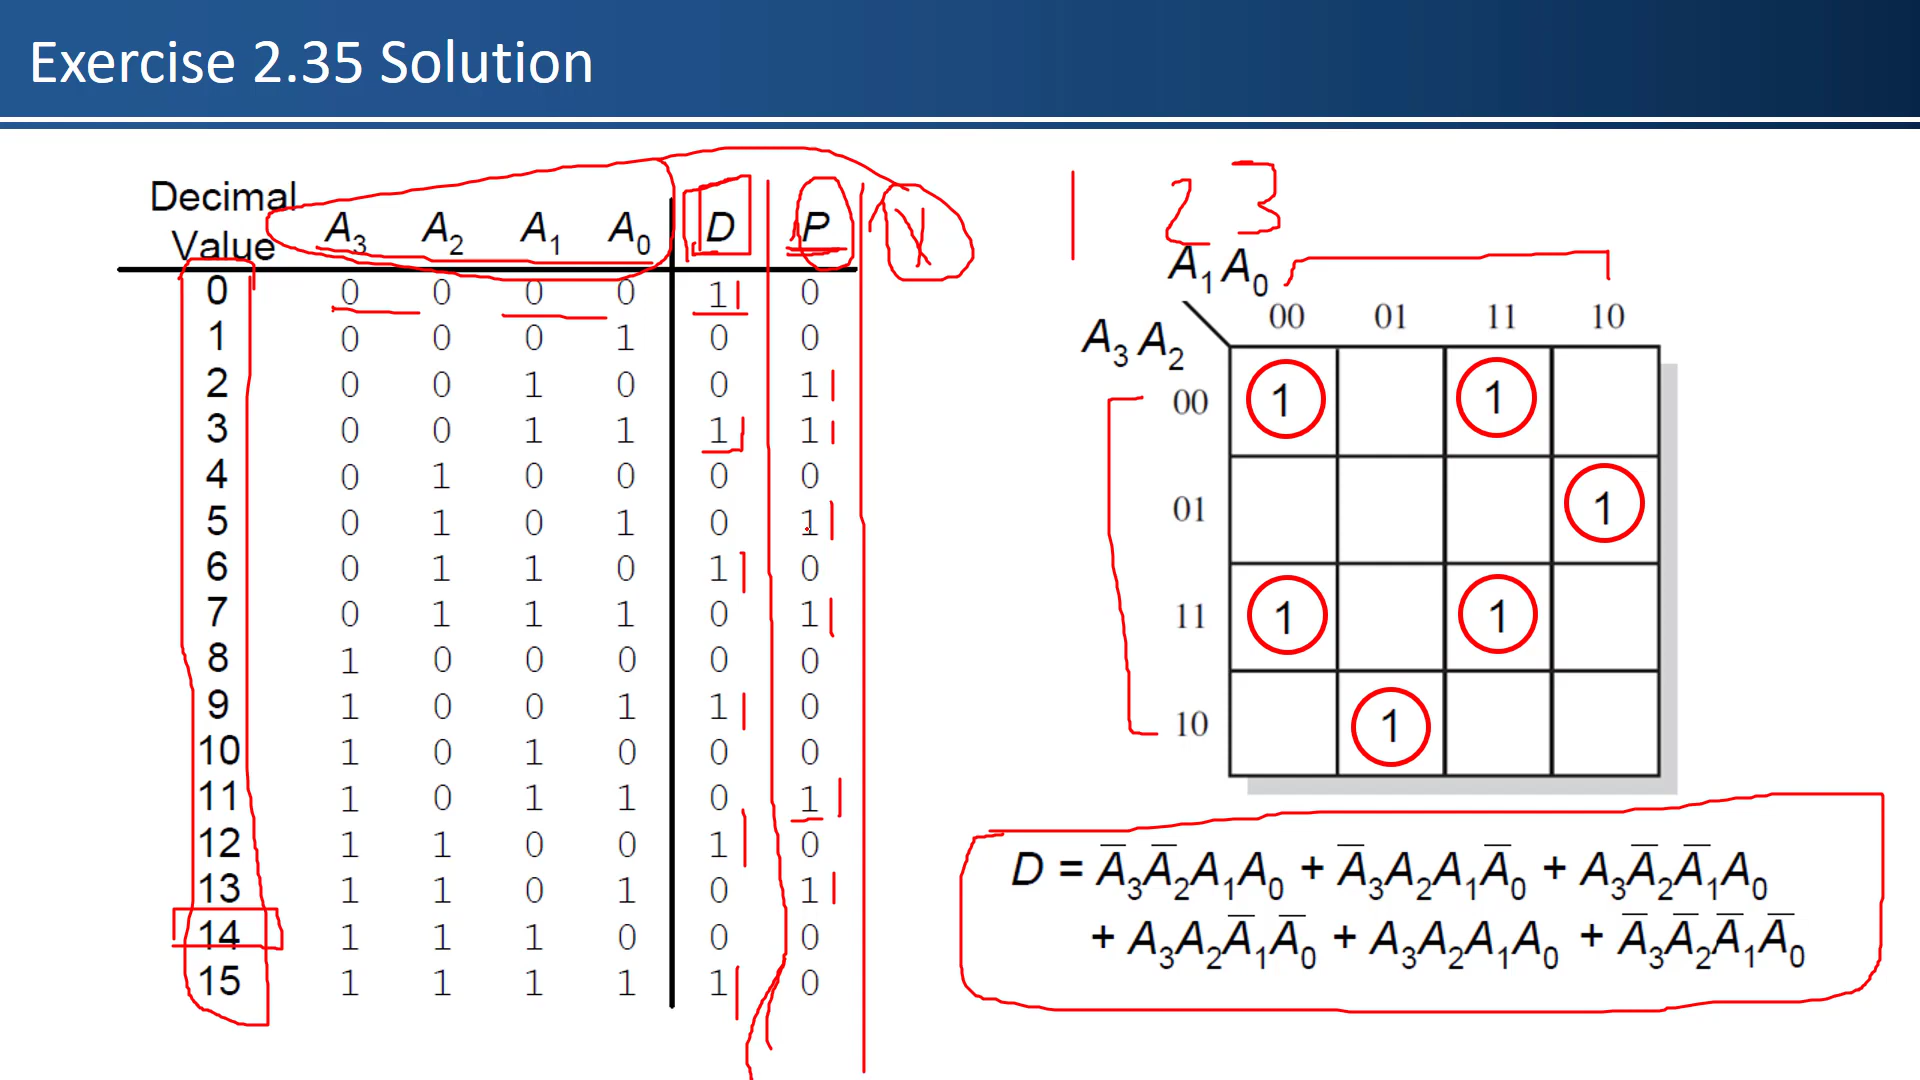 Exercise 2.35 Solution
Decimal Value A₃ A₂ A₁ A₀ D P
0 0 0 0 0 1 0
1 0 0 0 1 0 0
2 0 0 1 0 0 1
3 0 0 1 1 1 1
4 0 1 0 0 0 0
5 0 1 0 1 0 1
6 0 1 1 0 1 0
7 0 1 1 1 0 1
8 1 0 0 0 0 0
9 1 0 0 1 1 0
10 1 0 1 0 0 0
11 1 0 1 1 0 1
12 1 1 0 0 1 0
13 1 1 0 1 0 1
14 1 1 1 0 0 0
15 1 1 1 1 1 0
1 2 3
A₁ A₀
00 01 11 10
A₃ A₂
00 1 1
01 1
11 1 1
10 1
D = A̅₃A̅₂A₁A₀ + A̅₃A₂A₁A̅₀ + A₃A̅₂A̅₁A₀
+ A₃A₂A̅₁A̅₀ + A₃A₂A₁A₀ + A̅₃A̅₂A̅₁A̅₀